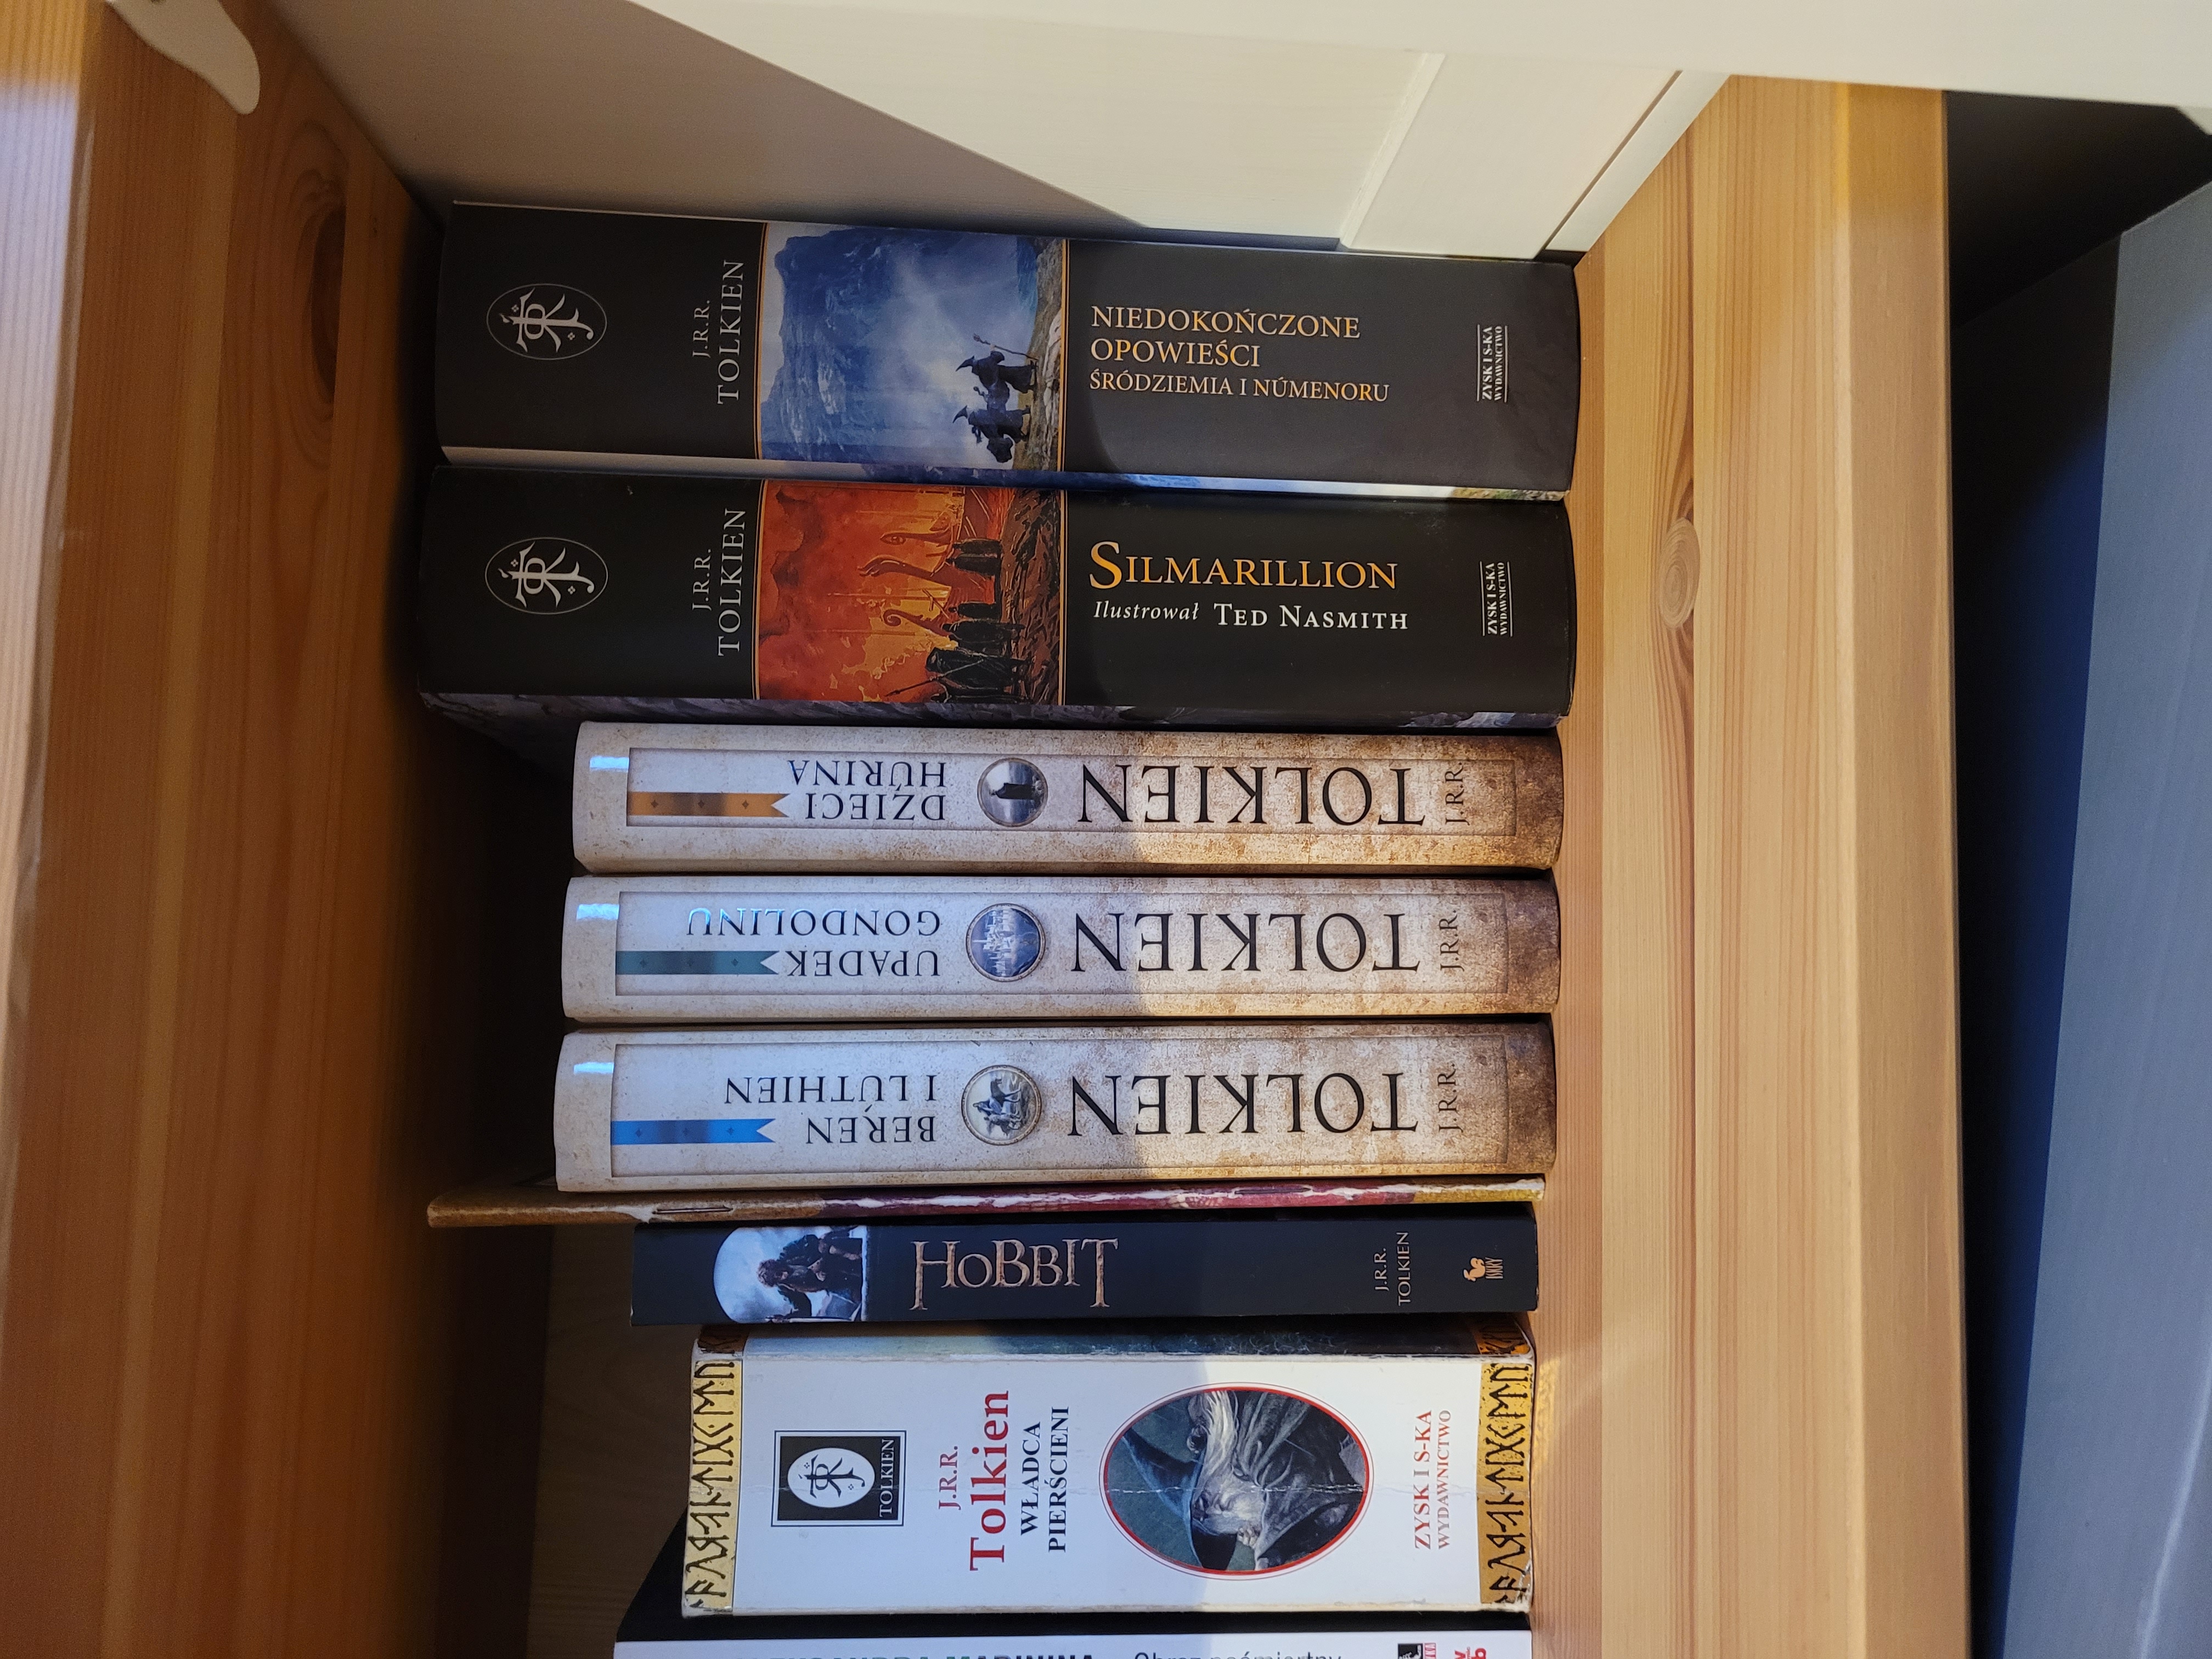 TOLKIEN
J.R.R.
Tolkien
WŁADCA
PIERŚCIENI
ZYSK I S-KA
WYDAWNICTWO
HOBBIT
J.R.R.
TOLKIEN
ISKRY
BEREN
I LÚTHIEN
TOLKIEN
J.R.R.
UPADEK
GONDOLINU
TOLKIEN
J.R.R.
DZIECI
HÚRINA
TOLKIEN
J.R.R.
J.R.R.
TOLKIEN
SILMARILLION
Ilustrował TED NASMITH
ZYSK I S-KA
WYDAWNICTWO
J.R.R.
TOLKIEN
NIEDOKOŃCZONE
OPOWIEŚCI
ŚRÓDZIEMIA I NÚMENORU
ZYSK I S-KA
WYDAWNICTWO